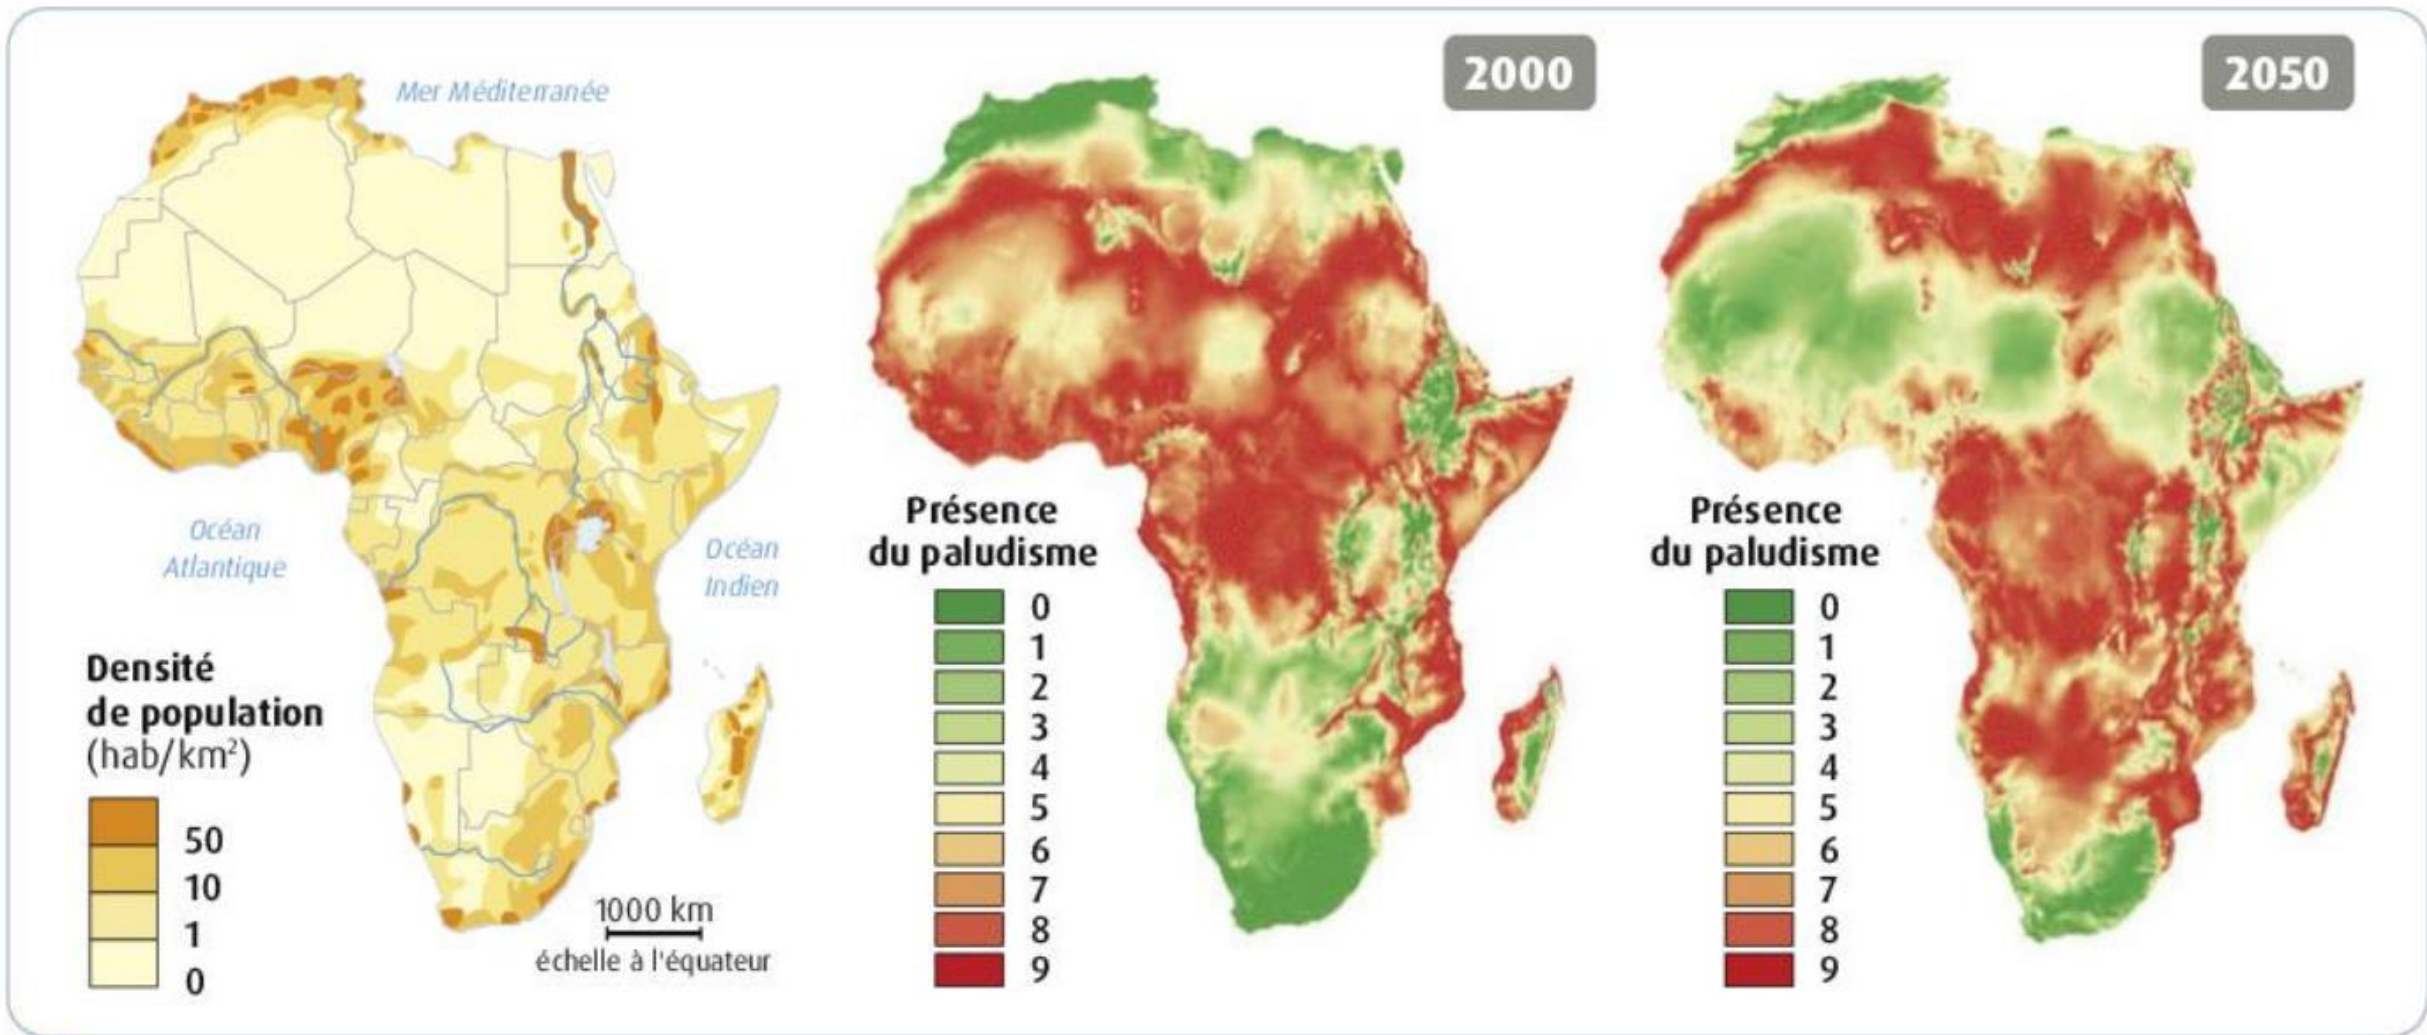 Mer Méditerranée
Océan
Atlantique
Océan
Indien
Densité
de population
(hab/km²)
50
10
1
0
1000 km
échelle à l'équateur
2000
Présence
du paludisme
0
1
2
3
4
5
6
7
8
9
2050
Présence
du paludisme
0
1
2
3
4
5
6
7
8
9